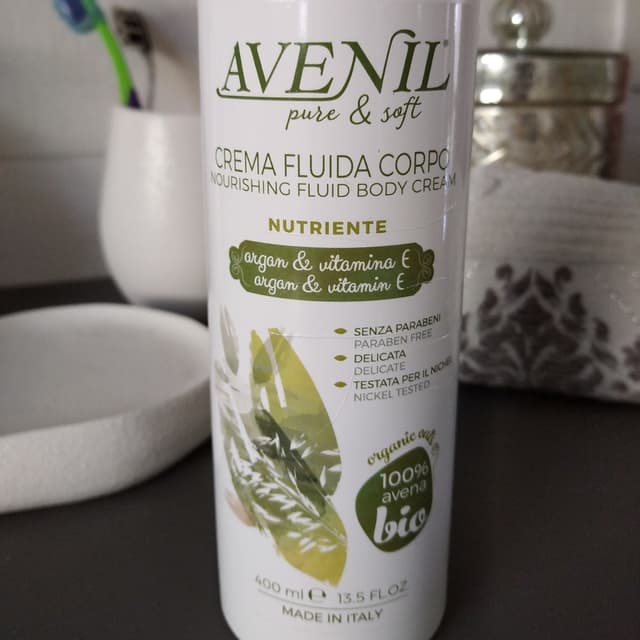 AVENIL
pure & soft
CREMA FLUIDA CORPO
NOURISHING FLUID BODY CREAM
NUTRIENTE
argan & vitamina E
argan & vitamin E
SENZA PARABENI
PARABEN FREE
DELICATA
DELICATE
TESTATA PER IL NICHEL
NICKEL TESTED
organic oat
100%
avena
bio
400 ml ℮ 13.5 FL OZ
MADE IN ITALY